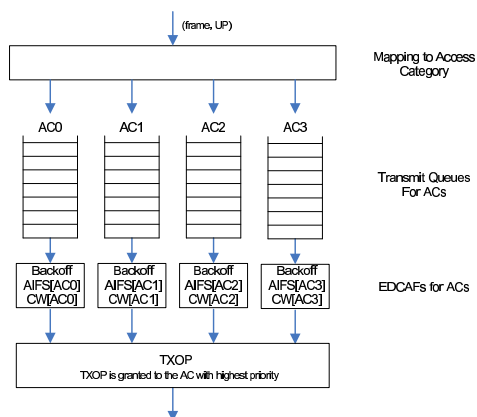 (frame, UP)
Mapping to Access
Category
AC0 AC1 AC2 AC3
Transmit Queues
For ACs
Backoff Backoff Backoff Backoff
AIFS[AC0] AIFS[AC1] AIFS[AC2] AIFS[AC3]
CW[AC0] CW[AC1] CW[AC2] CW[AC3]
EDCAFs for ACs
TXOP
TXOP is granted to the AC with highest priority